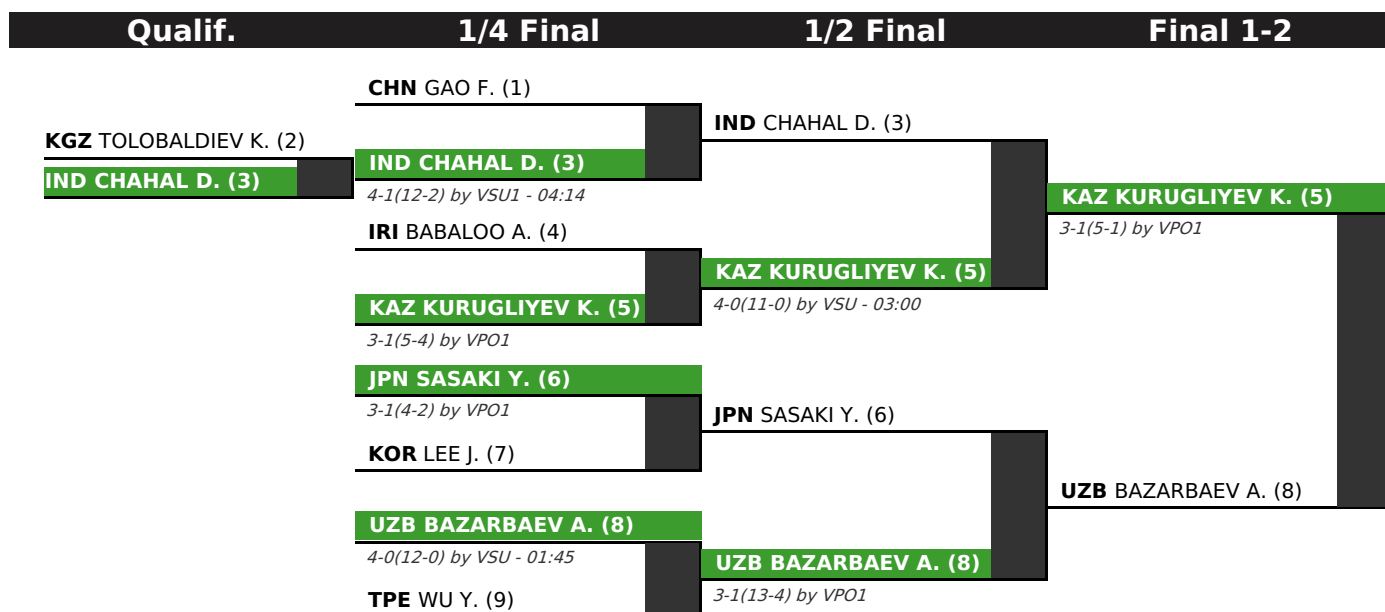 Qualif.
1/4 Final
1/2 Final
Final 1-2
KGZ TOLOBALDIEV K. (2)
IND CHAHAL D. (3)
CHN GAO F. (1)
IND CHAHAL D. (3)
4-1(12-2) by VSU1 - 04:14
IRI BABALOO A. (4)
KAZ KURUGLIYEV K. (5)
3-1(5-4) by VPO1
JPN SASAKI Y. (6)
3-1(4-2) by VPO1
KOR LEE J. (7)
UZB BAZARBAEV A. (8)
4-0(12-0) by VSU - 01:45
TPE WU Y. (9)
IND CHAHAL D. (3)
KAZ KURUGLIYEV K. (5)
4-0(11-0) by VSU - 03:00
JPN SASAKI Y. (6)
UZB BAZARBAEV A. (8)
3-1(13-4) by VPO1
KAZ KURUGLIYEV K. (5)
3-1(5-1) by VPO1
UZB BAZARBAEV A. (8)